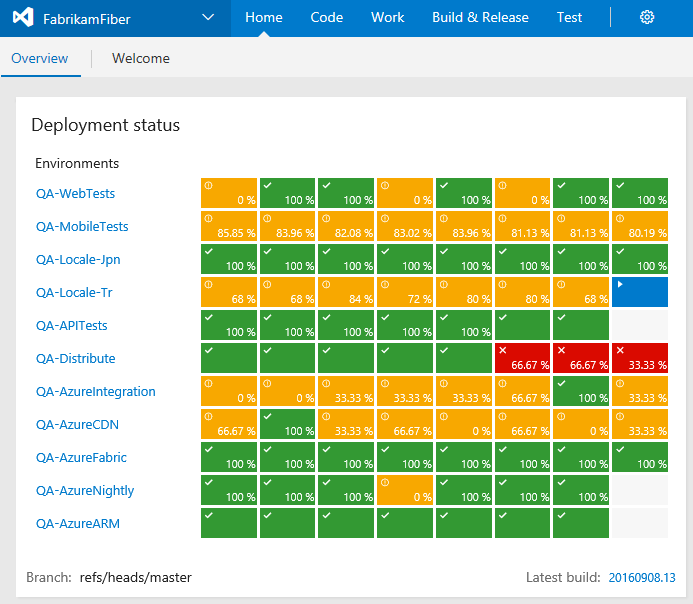 FabrikamFiber Home Code Work Build & Release Test
Overview Welcome
Deployment status
Environments
QA-WebTests 0 % 100 % 100 % 0 % 100 % 0 % 100 % 100 %
QA-MobileTests 85.85 % 83.96 % 82.08 % 83.02 % 83.96 % 81.13 % 81.13 % 80.19 %
QA-Locale-Jpn 100 % 100 % 100 % 100 % 100 % 100 % 100 % 100 %
QA-Locale-Tr 68 % 68 % 84 % 72 % 80 % 80 % 68 %
QA-APITests 100 % 100 % 100 % 100 % 100 %
QA-Distribute 66.67 % 66.67 % 33.33 %
QA-AzureIntegration 0 % 0 % 33.33 % 33.33 % 33.33 % 66.67 % 100 % 33.33 %
QA-AzureCDN 66.67 % 100 % 33.33 % 66.67 % 0 % 66.67 % 0 % 33.33 %
QA-AzureFabric 100 % 100 % 100 % 100 % 100 % 100 % 100 % 100 %
QA-AzureNightly 100 % 100 % 100 % 0 % 100 % 100 % 100 %
QA-AzureARM
Branch: refs/heads/master Latest build: 20160908.13